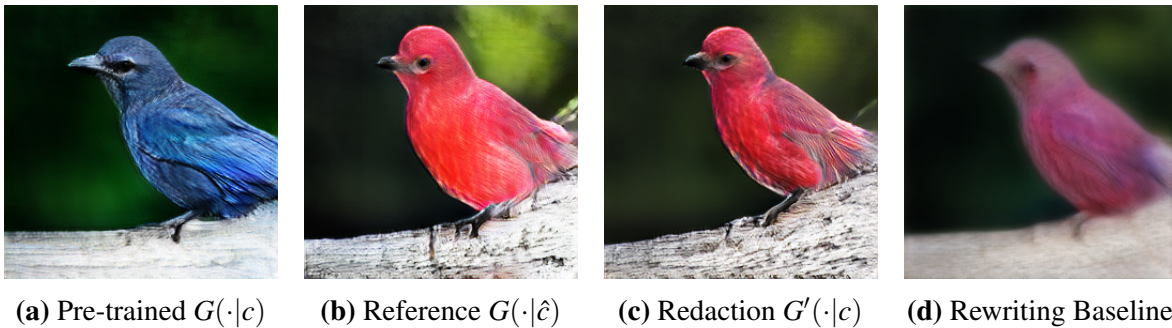 (a) Pre-trained G(·|c) (b) Reference G(·|ĉ) (c) Redaction G′(·|c) (d) Rewriting Baseline